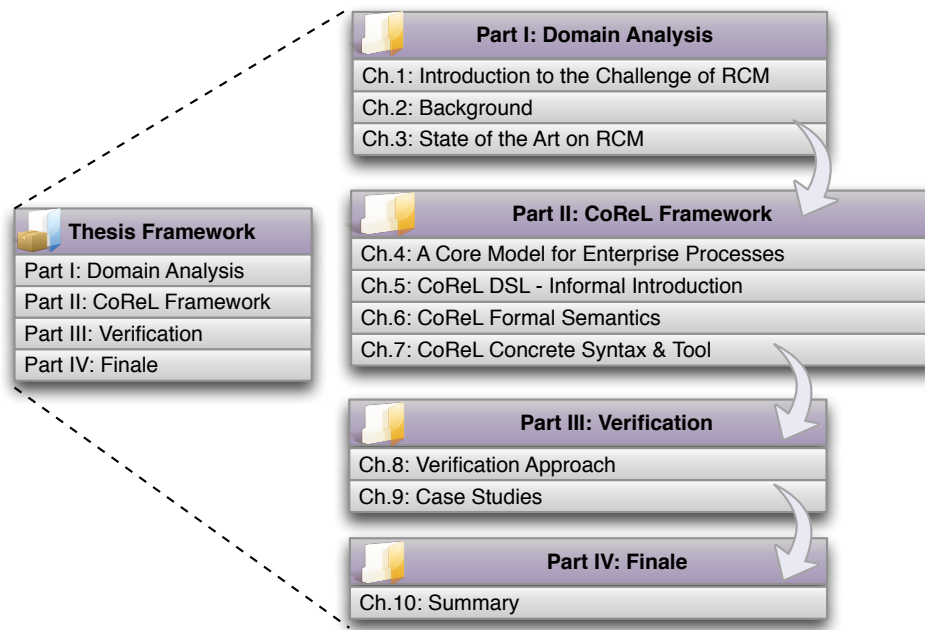 Thesis Framework
Part I: Domain Analysis
Part II: CoReL Framework
Part III: Verification
Part IV: Finale
Part I: Domain Analysis
Ch.1: Introduction to the Challenge of RCM
Ch.2: Background
Ch.3: State of the Art on RCM
Part II: CoReL Framework
Ch.4: A Core Model for Enterprise Processes
Ch.5: CoReL DSL - Informal Introduction
Ch.6: CoReL Formal Semantics
Ch.7: CoReL Concrete Syntax & Tool
Part III: Verification
Ch.8: Verification Approach
Ch.9: Case Studies
Part IV: Finale
Ch.10: Summary